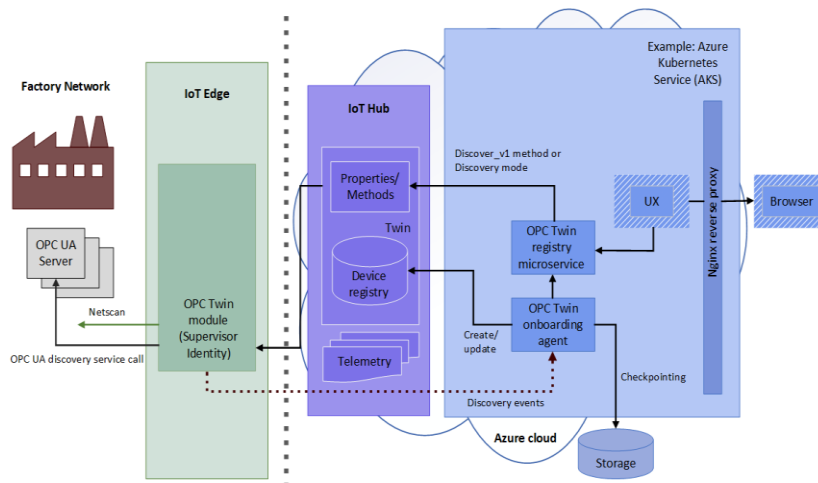 Factory Network
IoT Edge
OPC UA
Server
Netscan
OPC UA discovery service call
OPC Twin
module
(Supervisor
Identity)
IoT Hub
Properties/
Methods
Twin
Device
registry
Telemetry
Discovery events
Example: Azure
Kubernetes
Service (AKS)
Discover_v1 method or
Discovery mode
OPC Twin
registry
microservice
OPC Twin
onboarding
agent
Create/
update
Checkpointing
UX
Nginx reverse proxy
Browser
Azure cloud
Storage